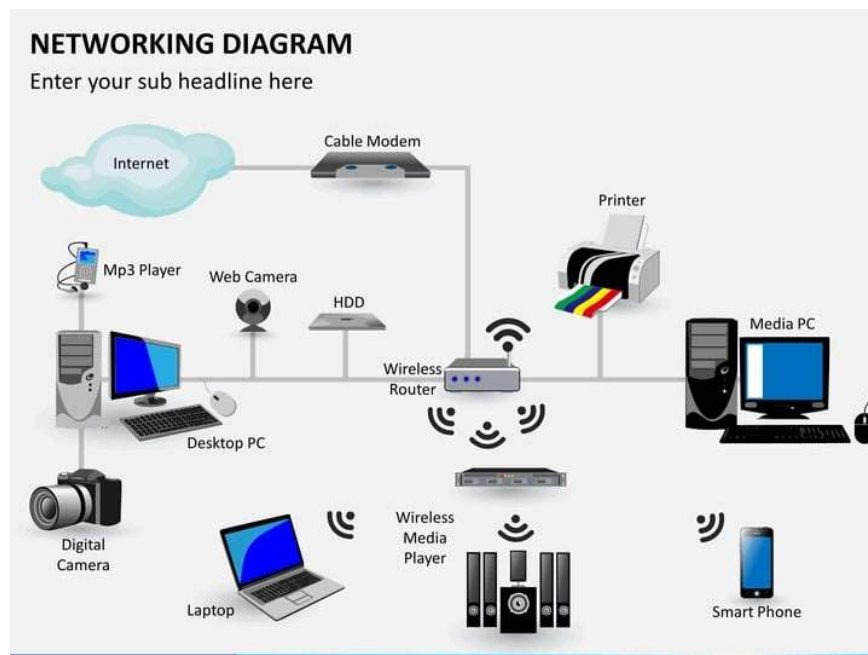 NETWORKING DIAGRAM
Enter your sub headline here
Cable Modem
Internet
Printer
Mp3 Player
Web Camera
HDD
Media PC
Wireless
Router
Desktop PC
Digital
Camera
Wireless
Media
Player
Laptop
Smart Phone